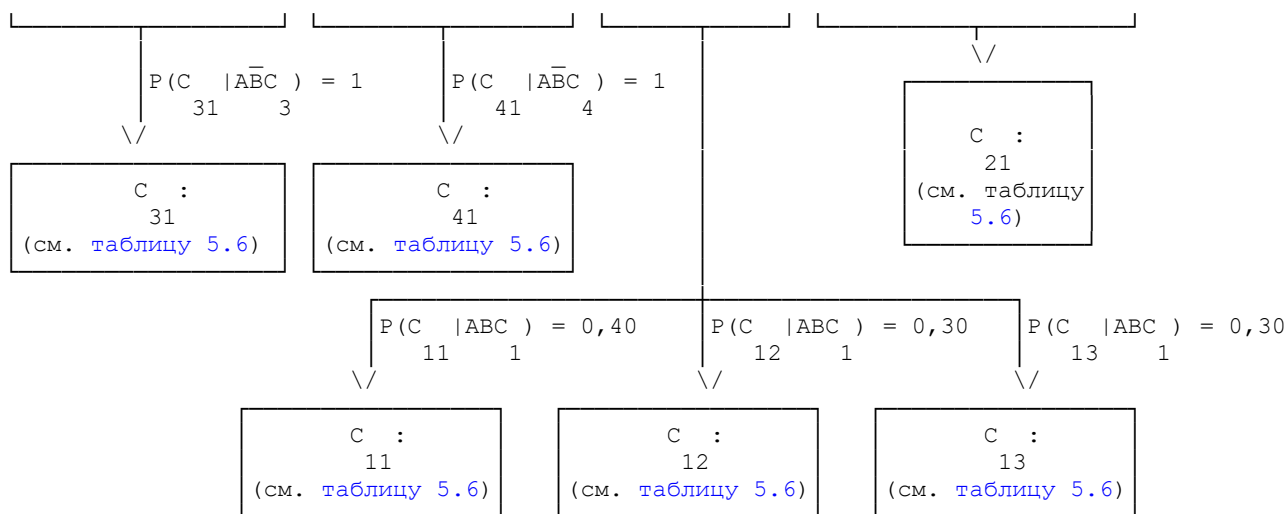 \/
_ _
P(C |ABC ) = 1 P(C |ABC ) = 1
31 3 41 4
\/ \/
C :
C : C : 21
31 41 (см. таблицу
(см. таблицу 5.6) (см. таблицу 5.6) 5.6)
P(C |ABC ) = 0,40 P(C |ABC ) = 0,30 P(C |ABC ) = 0,30
11 1 12 1 13 1
\/ \/ \/
C : C : C :
11 12 13
(см. таблицу 5.6) (см. таблицу 5.6) (см. таблицу 5.6)